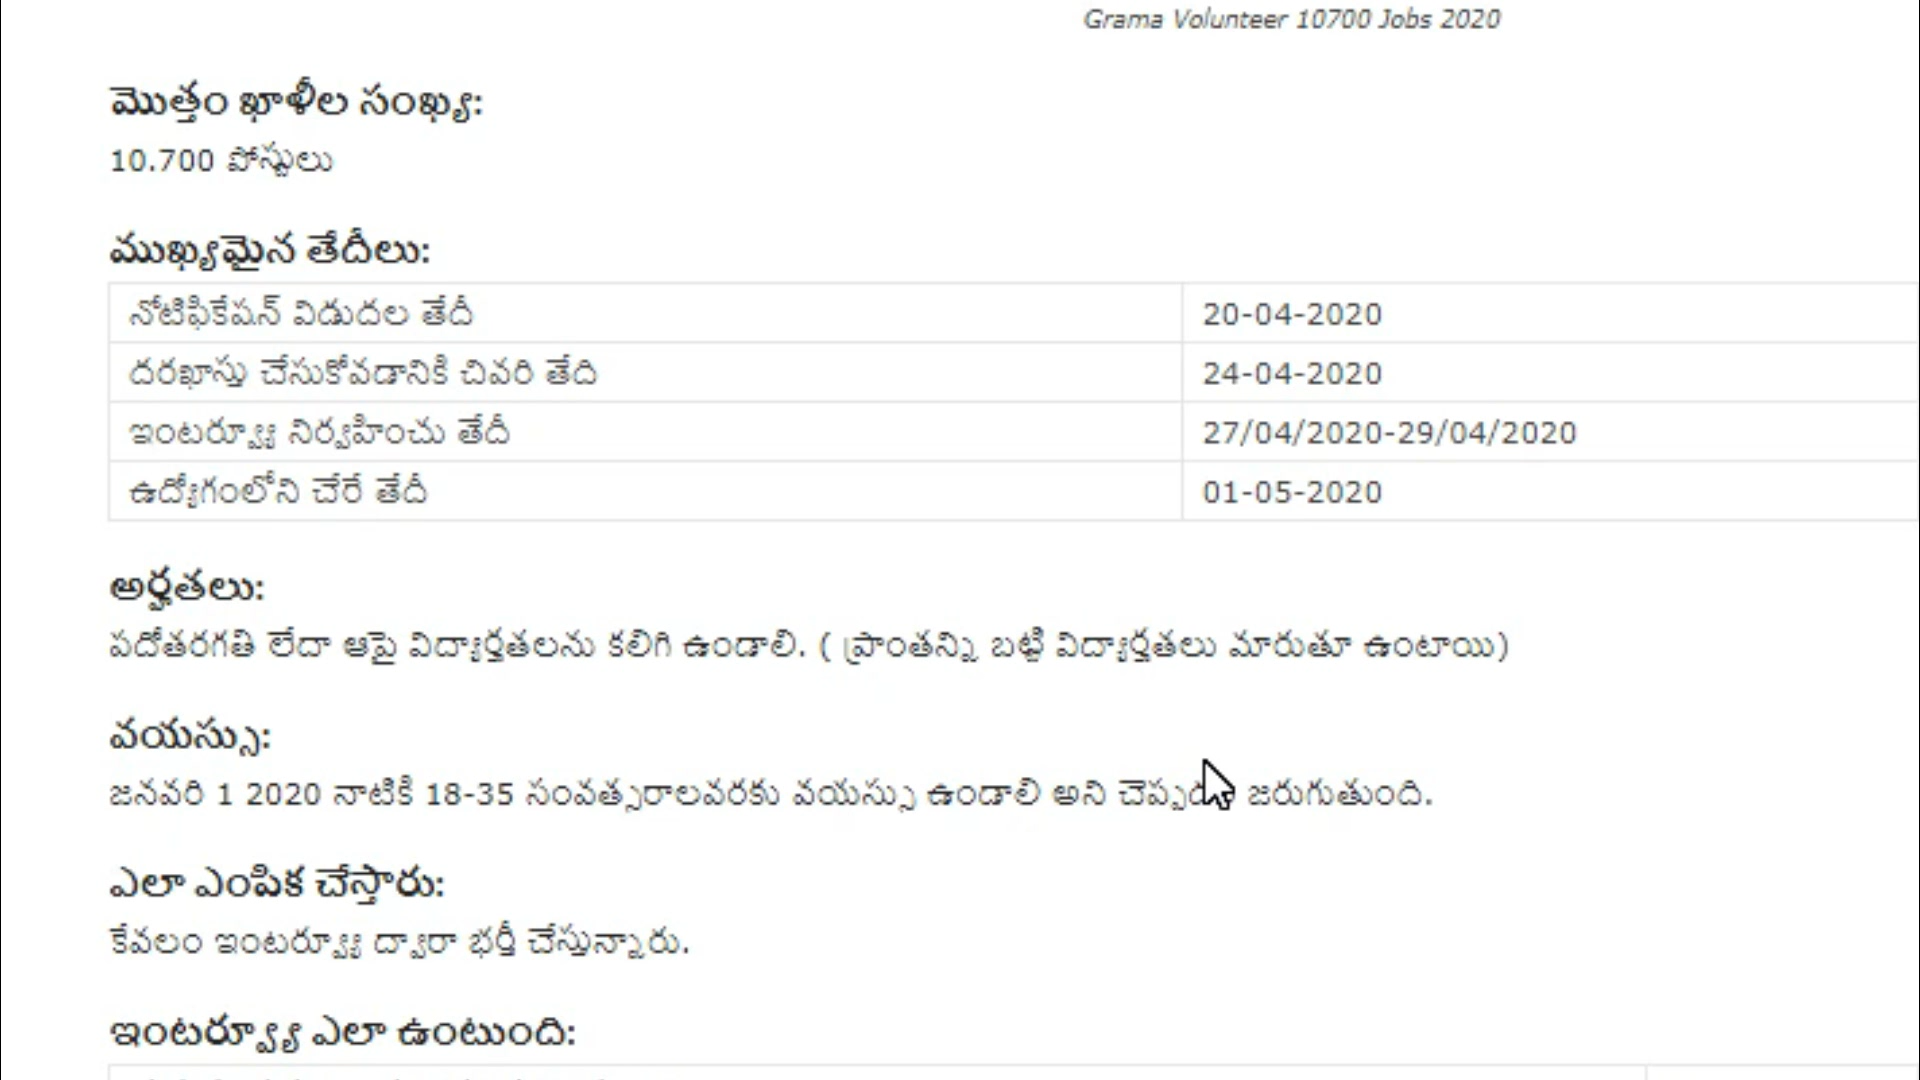 Grama Volunteer 10700 Jobs 2020
మొత్తం ఖాళీల సంఖ్య:
10.700 పోస్టులు
ముఖ్యమైన తేదీలు:
నోటిఫికేషన్ విడుదల తేదీ 20-04-2020
దరఖాస్తు చేసుకోవడానికి చివరి తేది 24-04-2020
ఇంటర్వ్యూ నిర్వహించు తేదీ 27/04/2020-29/04/2020
ఉద్యోగంలోని చేరే తేదీ 01-05-2020
అర్హతలు:
పదోతరగతి లేదా ఆపై విద్యార్హతలను కలిగి ఉండాలి. ( ప్రాంతన్ని బట్టి విద్యార్హతలు మారుతూ ఉంటాయి)
వయస్సు:
జనవరి 1 2020 నాటికి 18-35 సంవత్సరాలవరకు వయస్సు ఉండాలి అని జరుగుతుంది.
ఎలా ఎంపిక చేస్తారు:
కేవలం ఇంటర్వ్యూ ద్వారా భర్తీ చేస్తున్నారు.
ఇంటర్వ్యూ ఎలా ఉంటుంది: